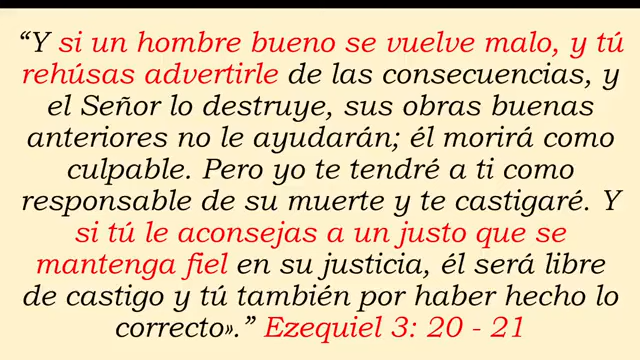 “Y si un hombre bueno se vuelve malo, y tú
rehúsas advertirle de las consecuencias, y
el Señor lo destruye, sus obras buenas
anteriores no le ayudarán; él morirá como
culpable. Pero yo te tendré a ti como
responsable de su muerte y te castigaré. Y
si tú le aconsejas a un justo que se
mantenga fiel en su justicia, él será libre
de castigo y tú también por haber hecho lo
correcto».” Ezequiel 3: 20 - 21